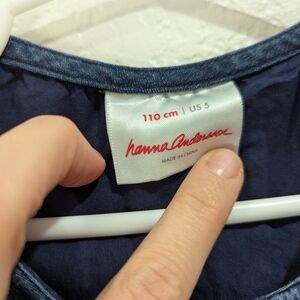 110 cm | US 5
hanna andersson
MADE IN CHINA